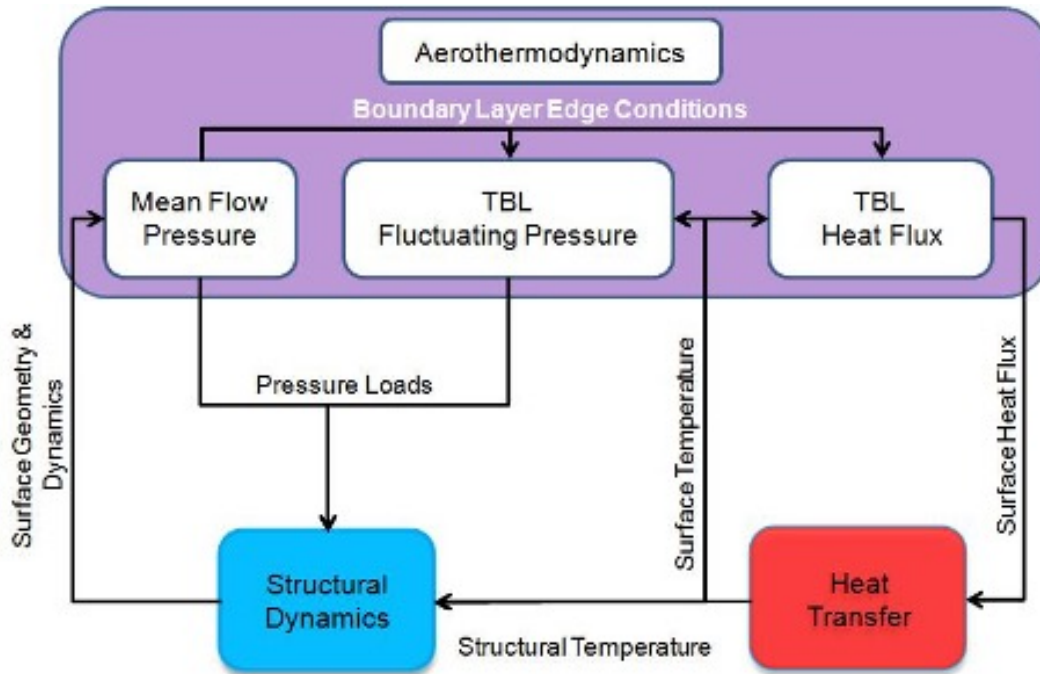 Aerothermodynamics
Boundary Layer Edge Conditions
Mean Flow
Pressure
TBL
Fluctuating Pressure
TBL
Heat Flux
Surface Geometry &
Dynamics
Pressure Loads
Surface Temperature
Surface Heat Flux
Structural
Dynamics
Heat
Transfer
Structural Temperature